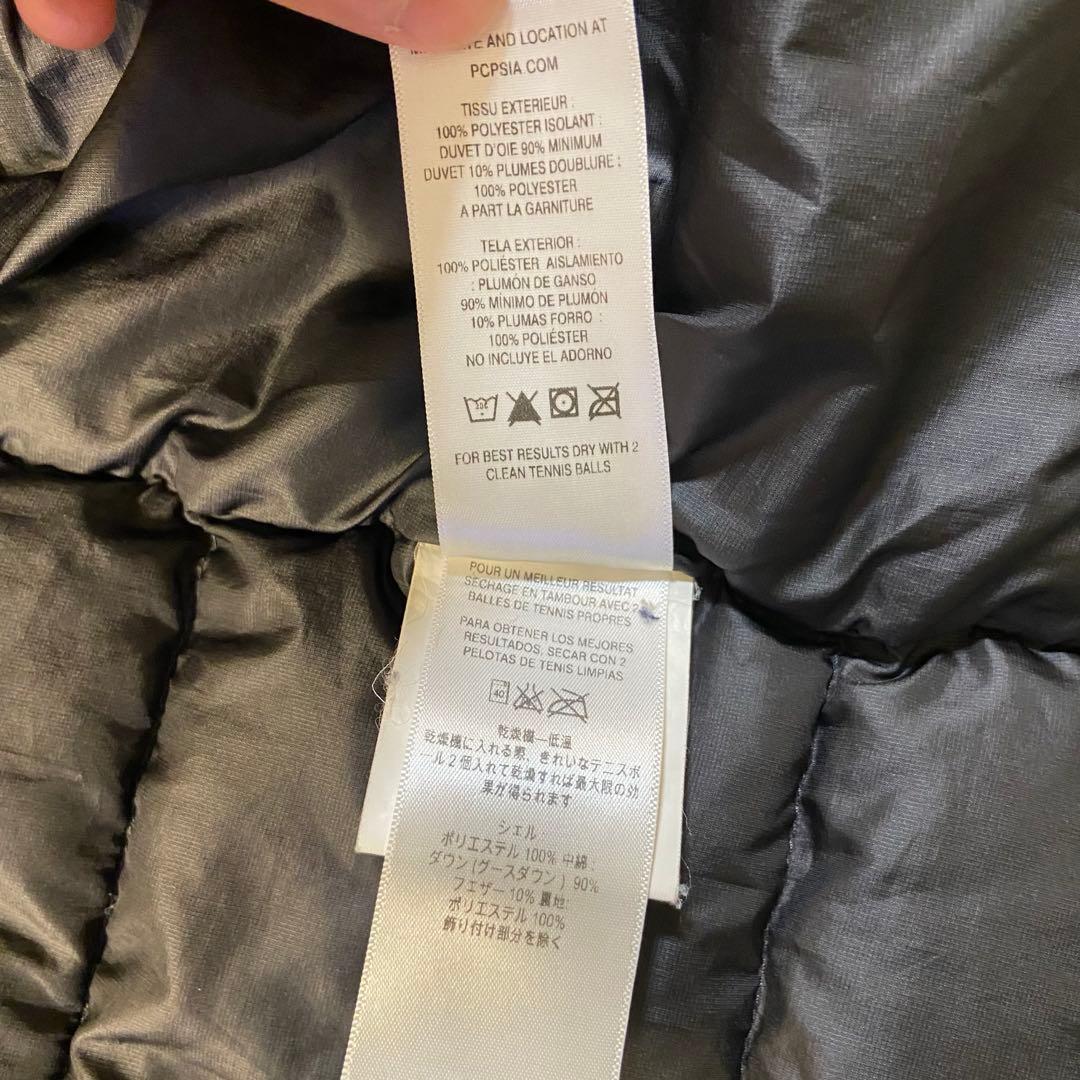 AND LOCATION AT
PCPSIA.COM
TISSU EXTERIEUR :
100% POLYESTER ISOLANT :
DUVET D'OIE 90% MINIMUM
DUVET 10% PLUMES DOUBLURE :
100% POLYESTER
A PART LA GARNITURE
TELA EXTERIOR :
100% POLIÉSTER AISLAMIENTO
: PLUMÓN DE GANSO
90% MÍNIMO DE PLUMÓN
10% PLUMAS FORRO :
100% POLIÉSTER
NO INCLUYE EL ADORNO
FOR BEST RESULTS DRY WITH 2
CLEAN TENNIS BALLS
POUR UN MEILLEUR RESULTAT
SÉCHAGE EN TAMBOUR AVEC 2
BALLES DE TENNIS PROPRES
PARA OBTENER LOS MEJORES
RESULTADOS, SECAR CON 2
PELOTAS DE TENIS LIMPIAS
40
乾燥機—低温
乾燥機に入れる際、きれいなテニスボ
ール2個入れて乾燥すれば最大限の効
果が得られます
シェル
ポリエステル 100% 中綿 :
ダウン (グースダウン ) 90%
フェザー 10% 裏地:
ポリエステル 100%
飾り付け部分を除く